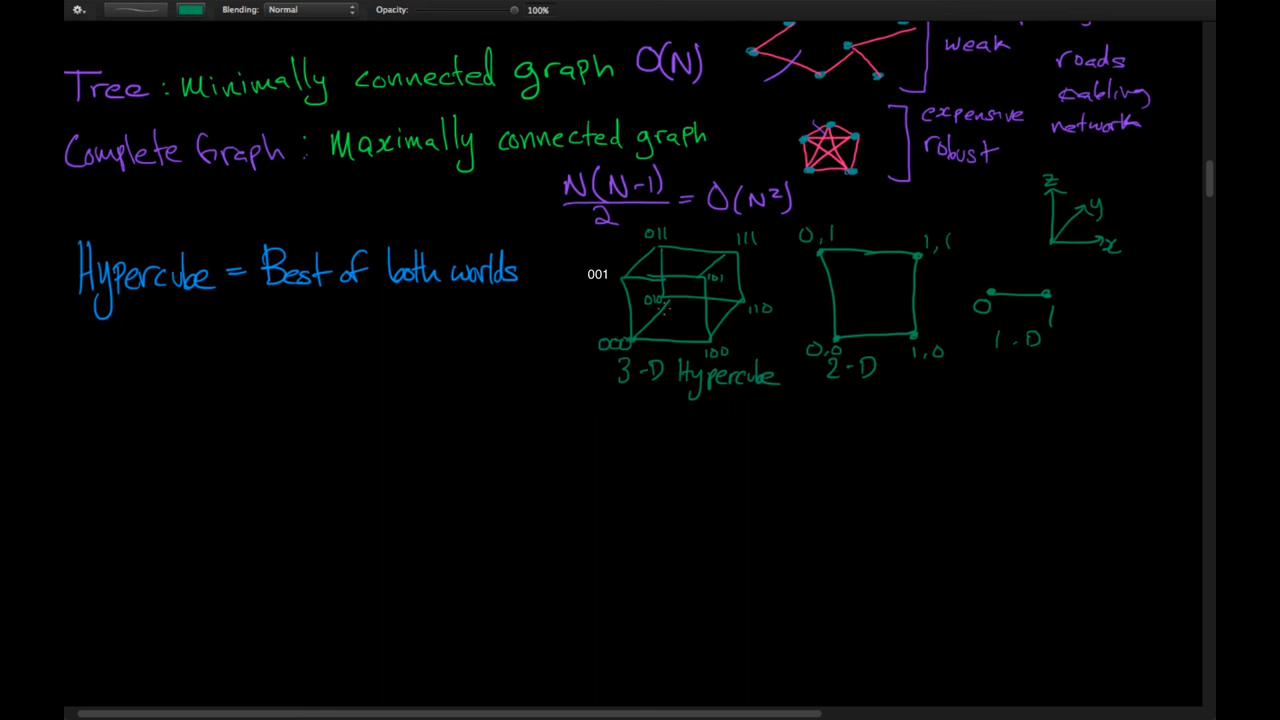 Blending: Normal Opacity: 100%
weak
roads
cabling
network
Tree : Minimally connected graph O(N)
expensive
robust
Complete Graph : Maximally connected graph
N(N-1)
2
= O(N²)
z
y
x
Hypercube = Best of both worlds
011 111
001 101
010 110
000 100
3-D Hypercube
0,1 1,1
0,0 1,0
2-D
0 1
1-D